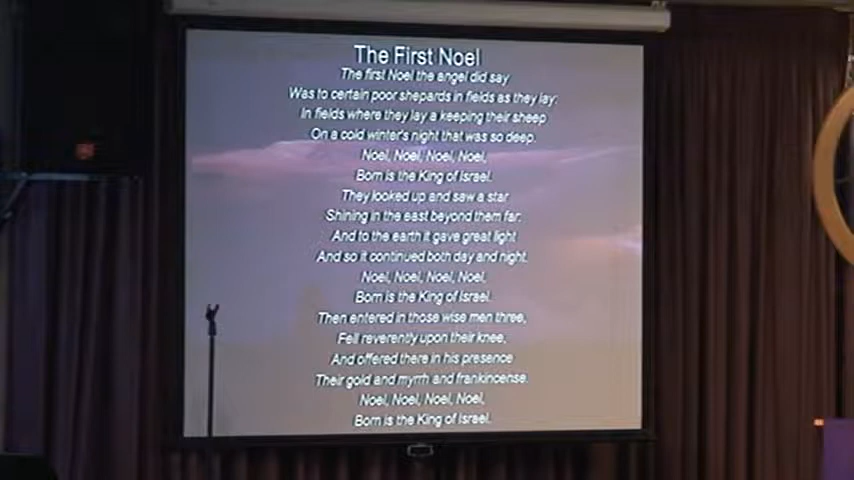 The First Noel
The first Noel the angel did say
Was to certain poor shepards in fields as they lay:
In fields where they lay a keeping their sheep
On a cold winter's night that was so deep.
Noel, Noel, Noel, Noel,
Born is the King of Israel.
They looked up and saw a star
Shining in the east beyond them far:
And to the earth it gave great light
And so it continued both day and night.
Noel, Noel, Noel, Noel,
Born is the King of Israel.
Then entered in those wise men three,
Fell reverently upon their knee,
And offered there in his presence
Their gold and myrrh and frankincense.
Noel, Noel, Noel, Noel,
Born is the King of Israel.